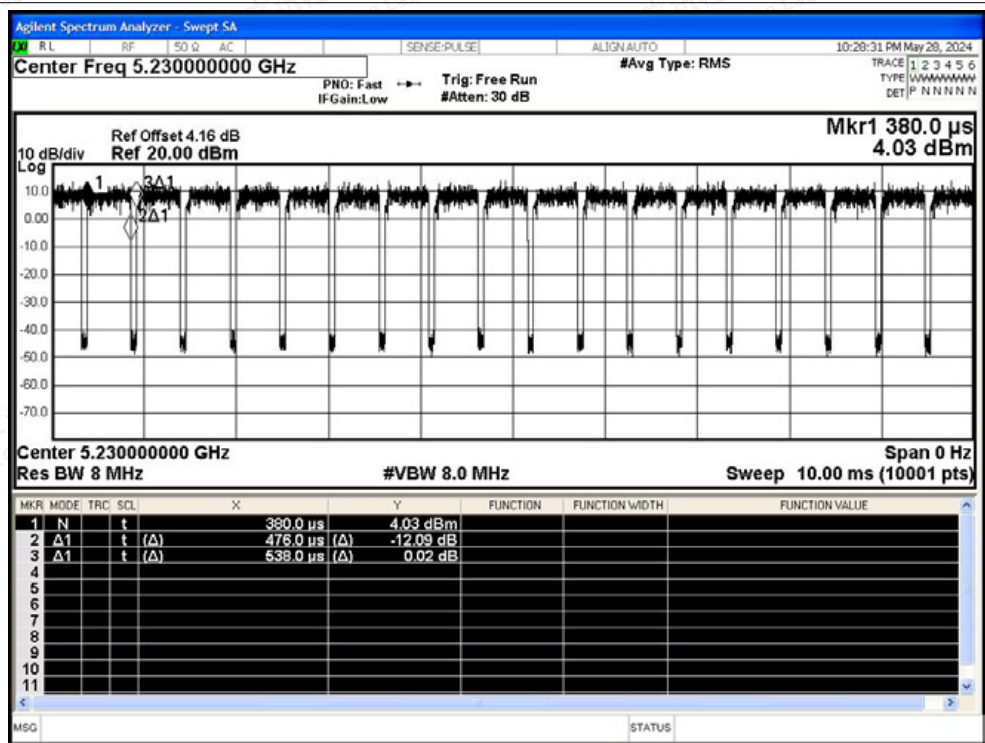 Agilent Spectrum Analyzer - Swept SA
RL RF 50 Ω AC SENSE:PULSE ALIGN AUTO 10:28:31 PM May 28, 2024
Center Freq 5.230000000 GHz #Avg Type: RMS TRACE 1 2 3 4 5 6
PNO: Fast Trig: Free Run TYPE WWWWWW
IFGain:Low #Atten: 30 dB DET P N N N N N
Mkr1 380.0 µs
Ref Offset 4.16 dB
10 dB/div Ref 20.00 dBm 4.03 dBm
Log
1 3Δ1
10.0
2Δ1
0.00
-10.0
-20.0
-30.0
-40.0
-50.0
-60.0
-70.0
Center 5.230000000 GHz Span 0 Hz
Res BW 8 MHz #VBW 8.0 MHz Sweep 10.00 ms (10001 pts)
MKR MODE TRC SCL X Y FUNCTION FUNCTION WIDTH FUNCTION VALUE
1 N t 380.0 µs 4.03 dBm
2 Δ1 t (Δ) 476.0 µs (Δ) -12.09 dB
3 Δ1 t (Δ) 538.0 µs (Δ) 0.02 dB
4
5
6
7
8
9
10
11
MSG STATUS